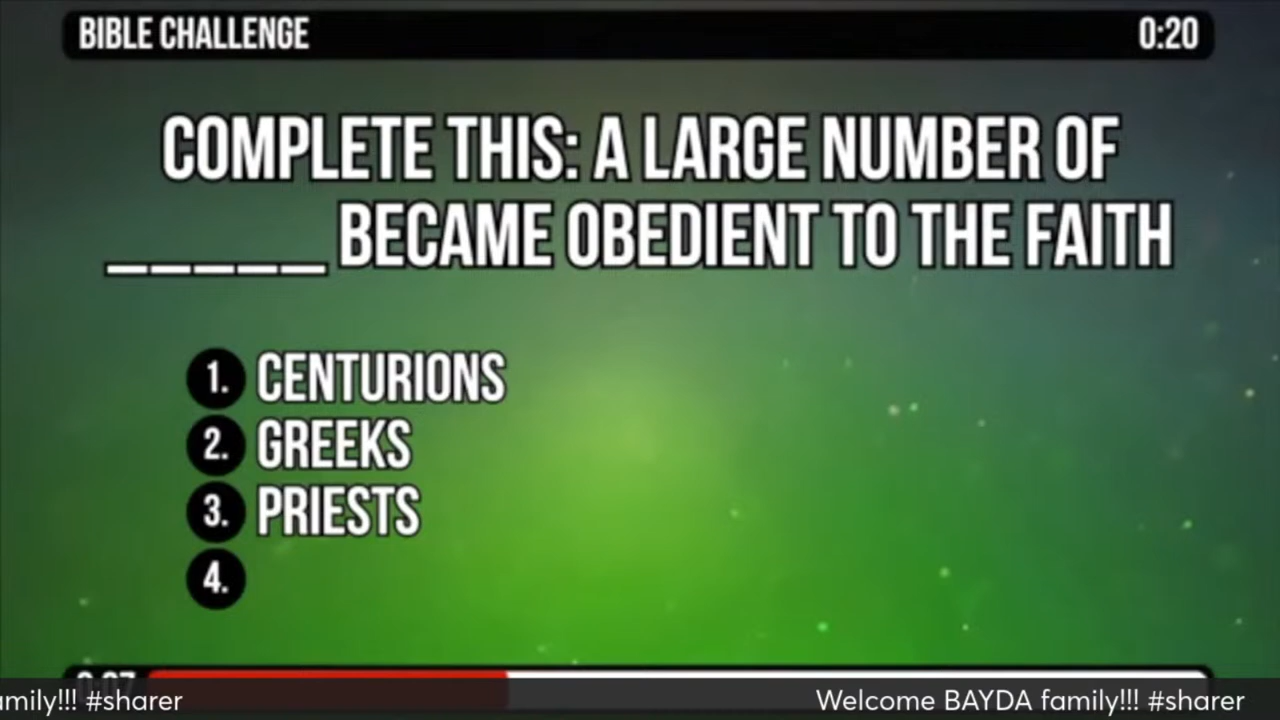 BIBLE CHALLENGE 0:20
COMPLETE THIS: A LARGE NUMBER OF
_____ BECAME OBEDIENT TO THE FAITH
1. CENTURIONS
2. GREEKS
3. PRIESTS
4.
amily!!! #sharer Welcome BAYDA family!!! #sharer